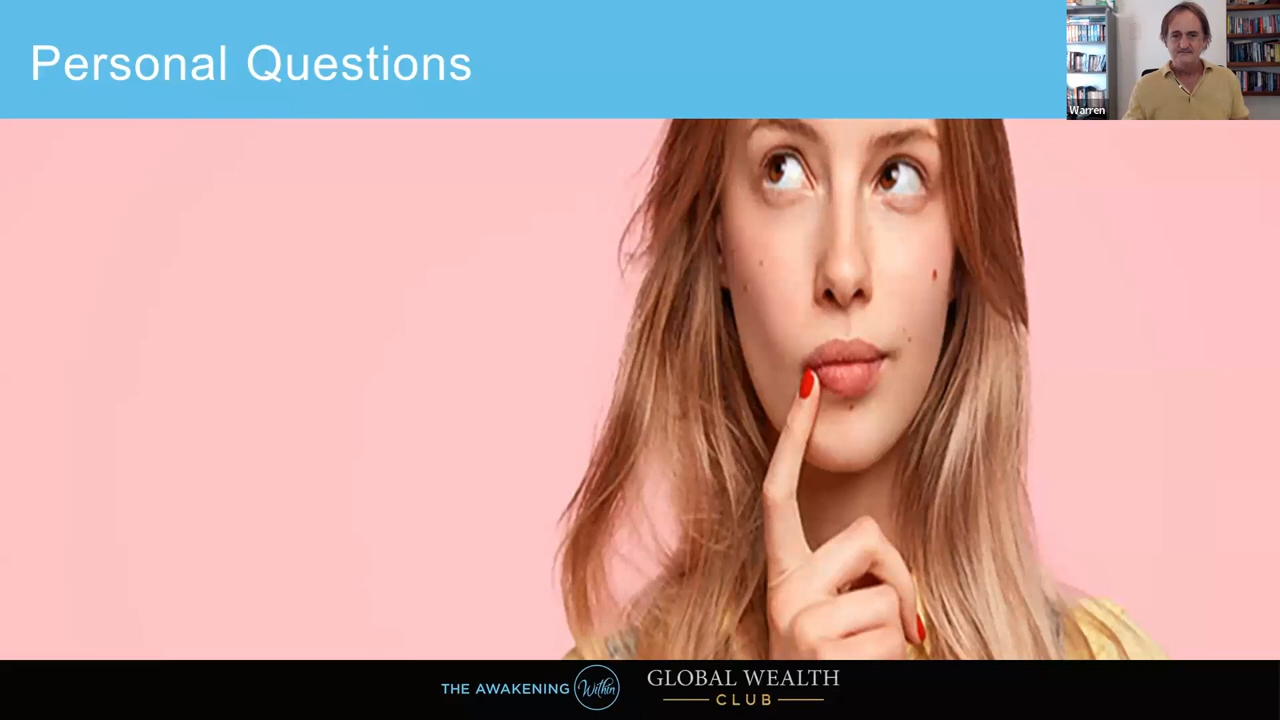 Personal Questions
Warren
THE AWAKENING Within
GLOBAL WEALTH
CLUB